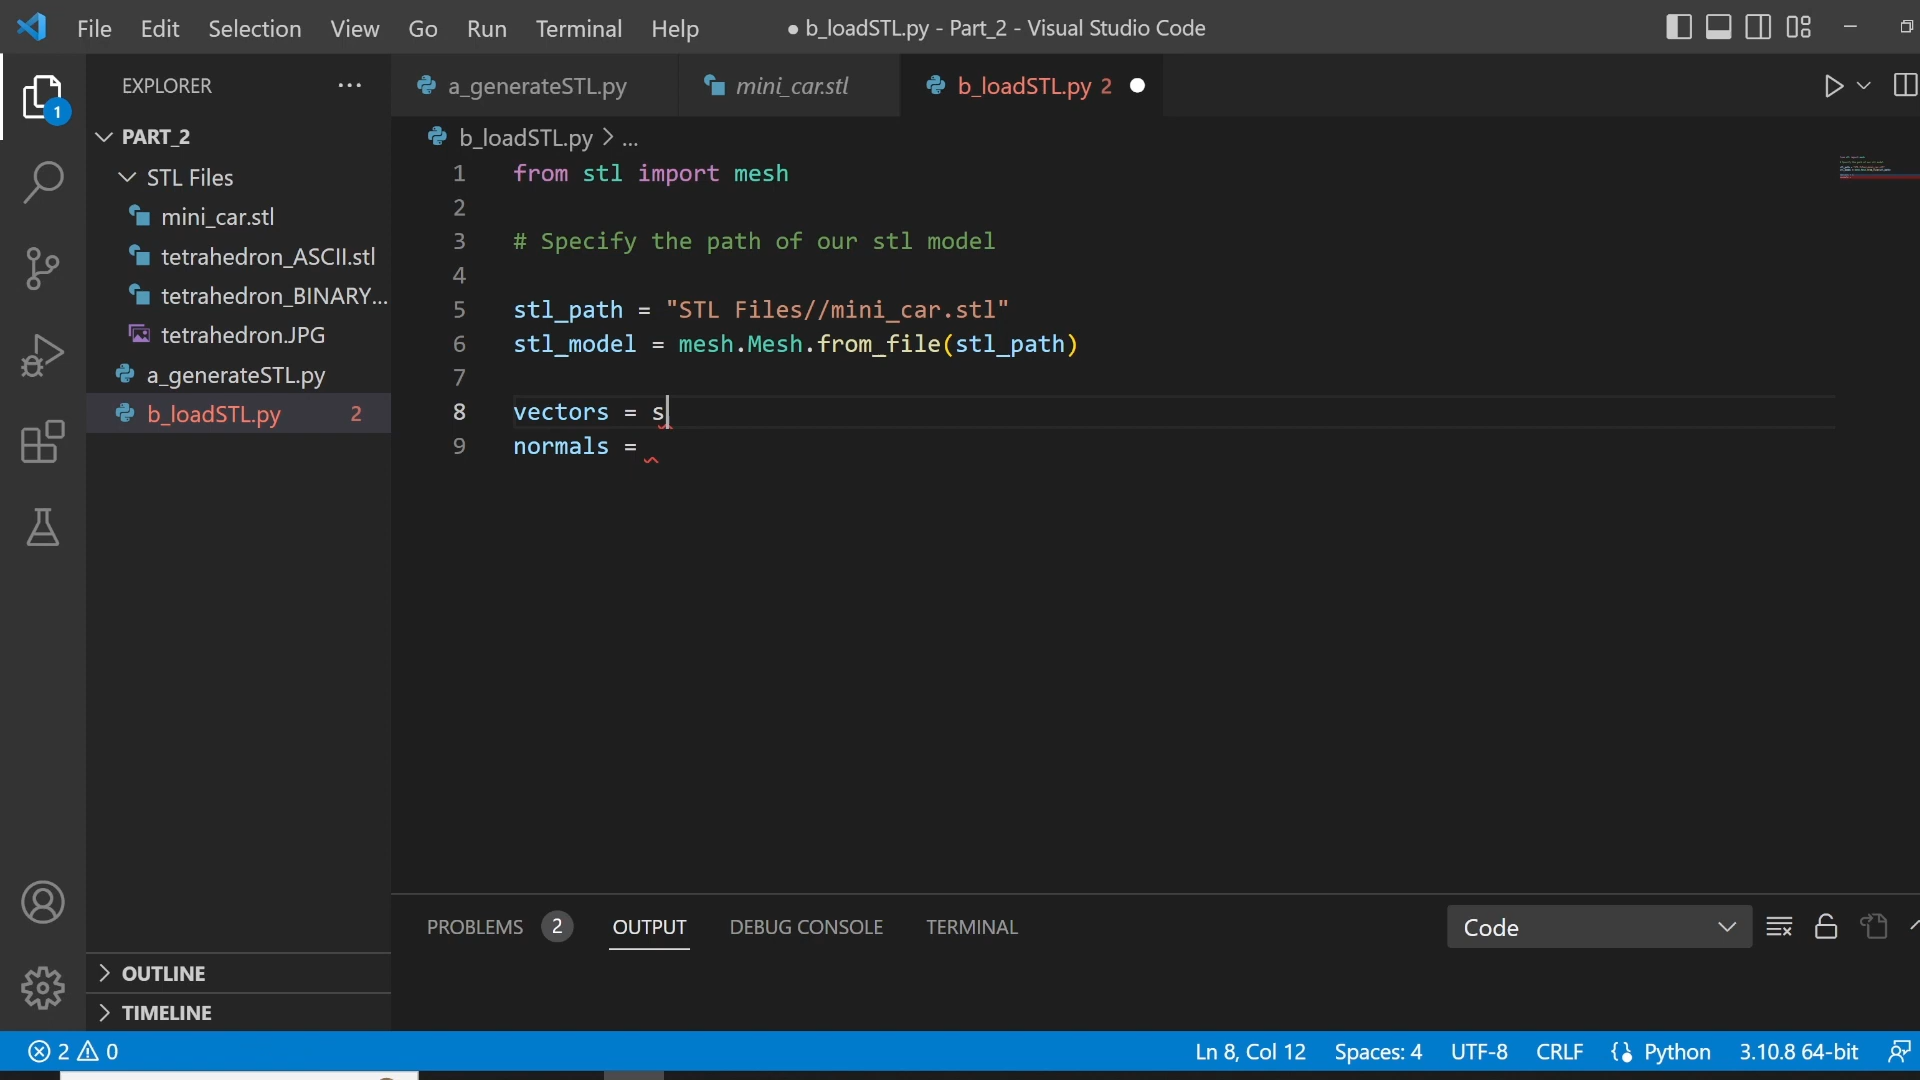 File Edit Selection View Go Run Terminal Help
● b_loadSTL.py - Part_2 - Visual Studio Code
EXPLORER ...
1
PART_2
STL Files
mini_car.stl
tetrahedron_ASCII.stl
tetrahedron_BINARY...
tetrahedron.JPG
a_generateSTL.py
b_loadSTL.py 2
OUTLINE
TIMELINE
a_generateSTL.py mini_car.stl b_loadSTL.py 2
b_loadSTL.py > ...
1 from stl import mesh
2
3 # Specify the path of our stl model
4
5 stl_path = "STL Files//mini_car.stl"
6 stl_model = mesh.Mesh.from_file(stl_path)
7
8 vectors = s
9 normals =
PROBLEMS 2 OUTPUT DEBUG CONSOLE TERMINAL Code
2 0 Ln 8, Col 12 Spaces: 4 UTF-8 CRLF {} Python 3.10.8 64-bit